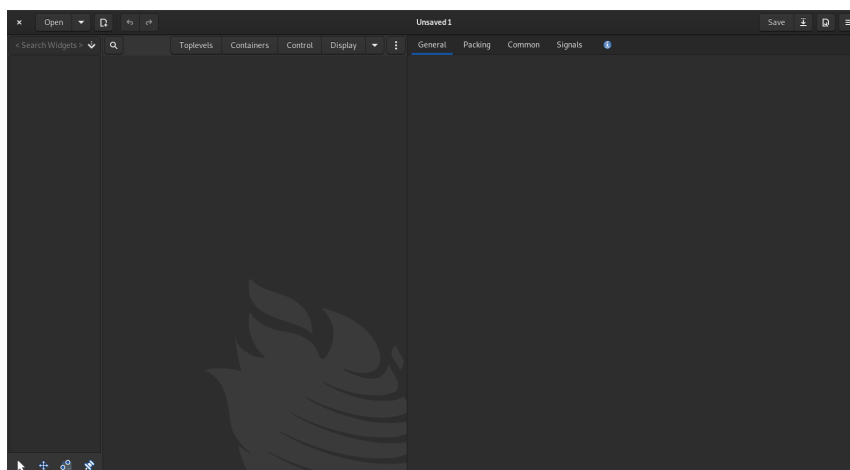 Open Unsaved 1 Save
< Search Widgets > Toplevels Containers Control Display General Packing Common Signals